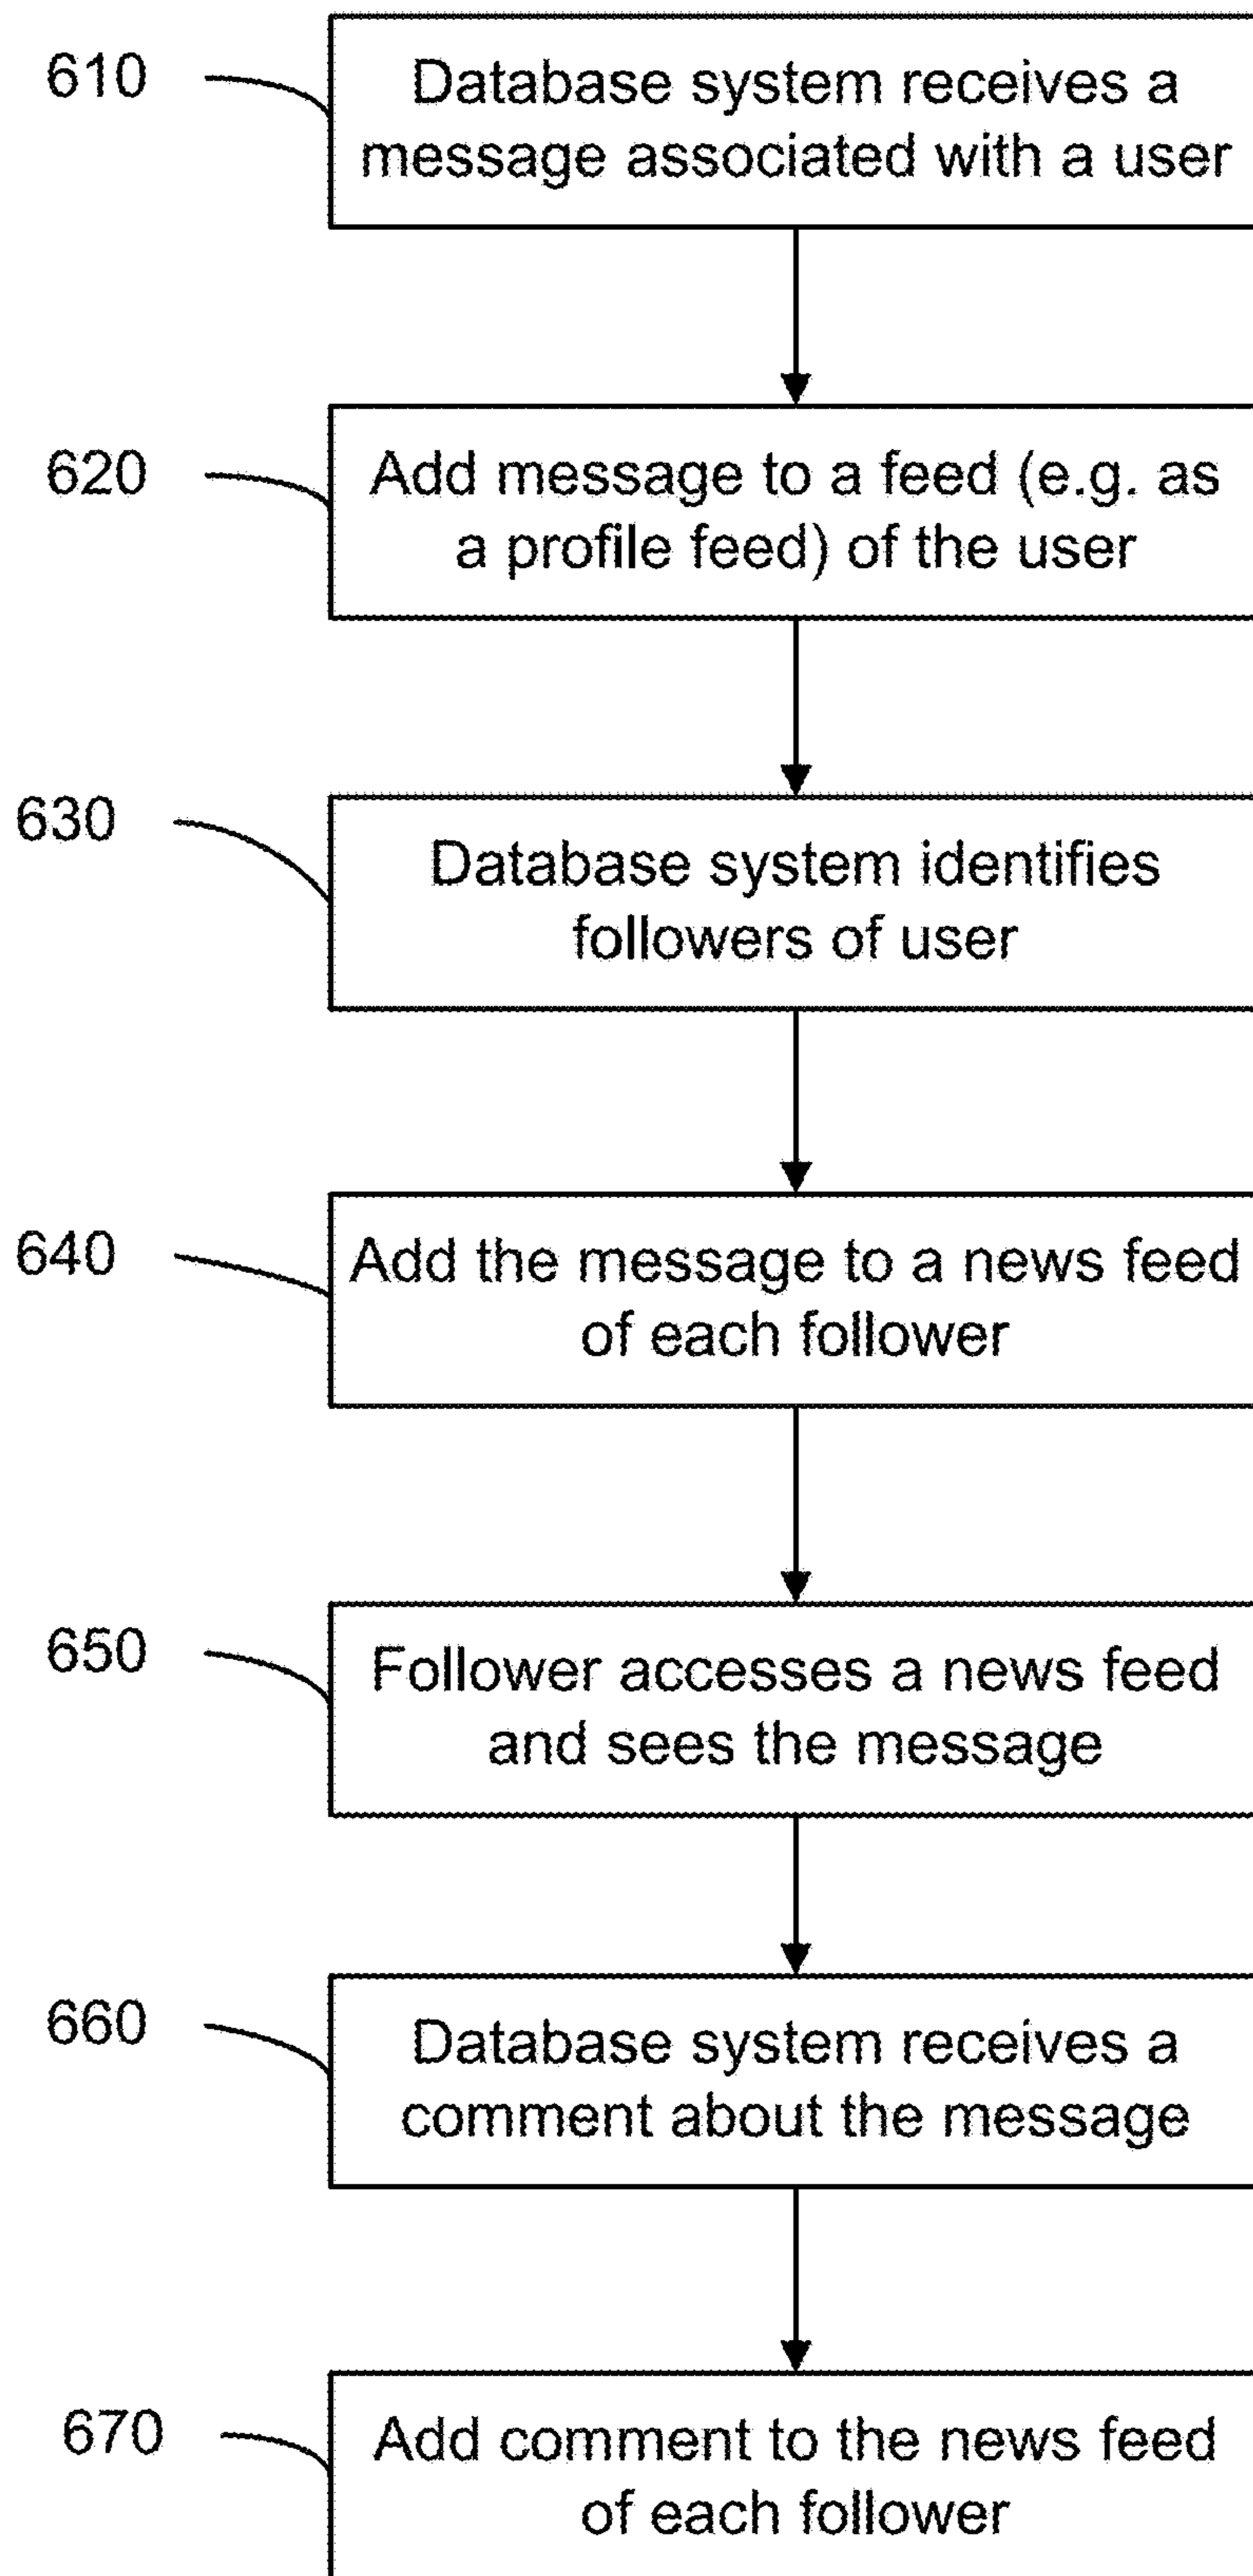 610
Database system receives a
message associated with a user
620
Add message to a feed (e.g. as
a profile feed) of the user
630
Database system identifies
followers of user
640
Add the message to a news feed
of each follower
650
Follower accesses a news feed
and sees the message
660
Database system receives a
comment about the message
670
Add comment to the news feed
of each follower